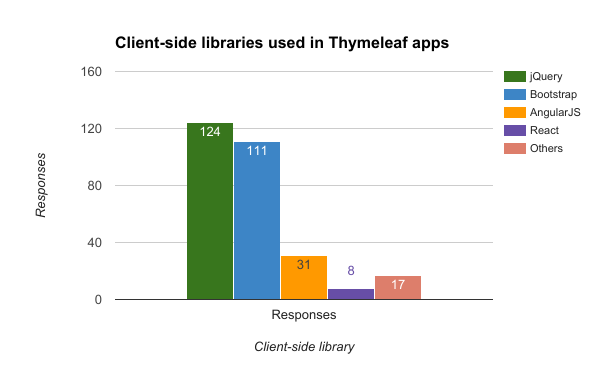 Client-side libraries used in Thymeleaf apps
160
120
80
40
0
Responses
124
111
31
8
17
Responses
Client-side library
jQuery
Bootstrap
AngularJS
React
Others